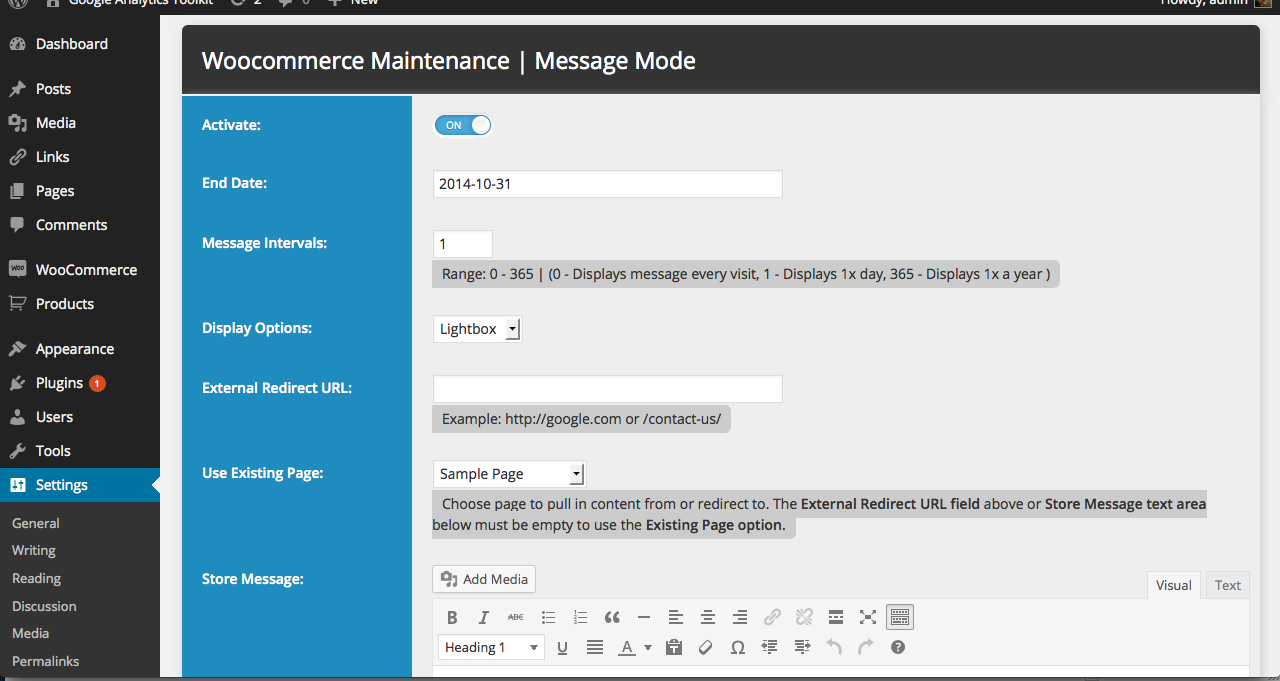 Google Analytics Toolkit 2 0 New Howdy, admin
Dashboard
Posts
Media
Links
Pages
Comments
WOO WooCommerce
Products
Appearance
Plugins 1
Users
Tools
Settings
General
Writing
Reading
Discussion
Media
Permalinks
Woocommerce Maintenance | Message Mode
Activate: ON
End Date: 2014-10-31
Message Intervals: 1
Range: 0 - 365 | (0 - Displays message every visit, 1 - Displays 1x day, 365 - Displays 1x a year )
Display Options: Lightbox
External Redirect URL:
Example: http://google.com or /contact-us/
Use Existing Page: Sample Page
Choose page to pull in content from or redirect to. The External Redirect URL field above or Store Message text area
below must be empty to use the Existing Page option.
Store Message: Add Media
Visual Text
B I ABC
Heading 1 U A Ω